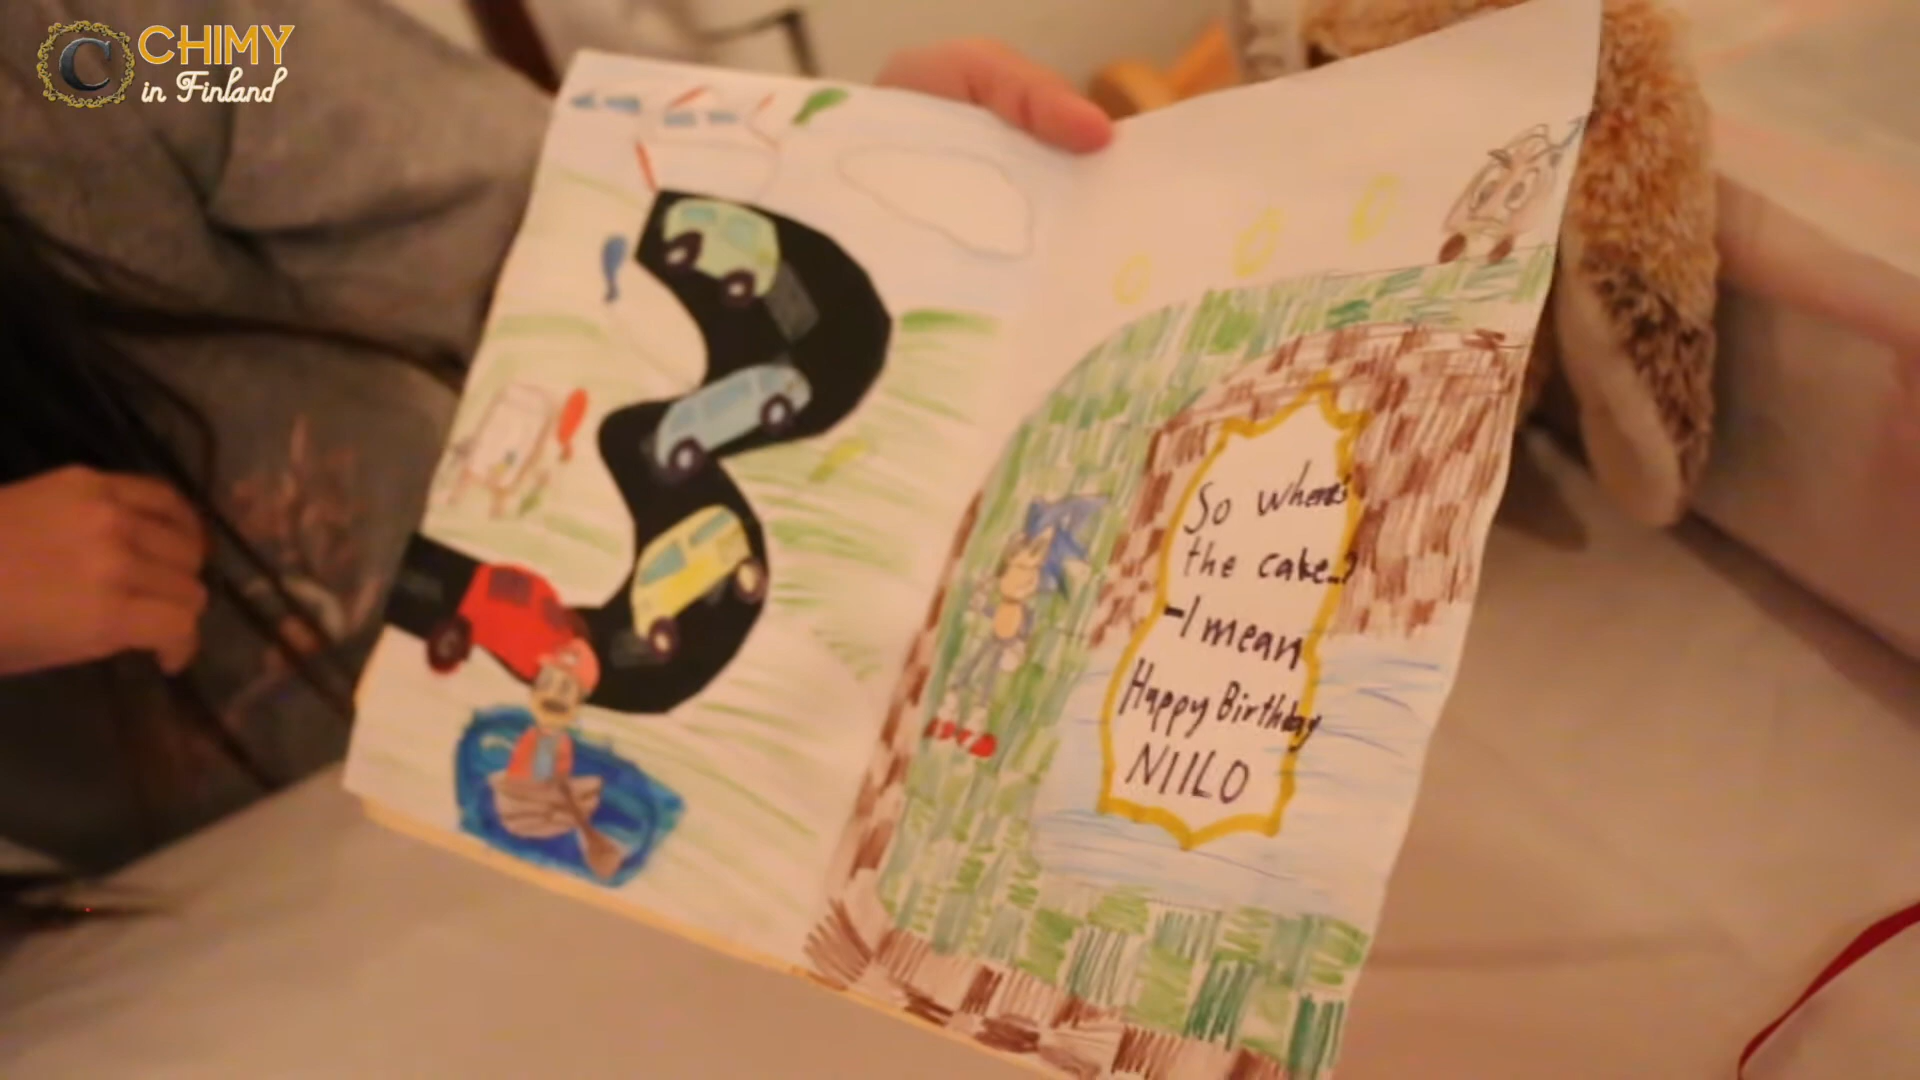 CHIMY
in Finland
So where's
the cake..?
-I mean
Happy Birthday
NIILO